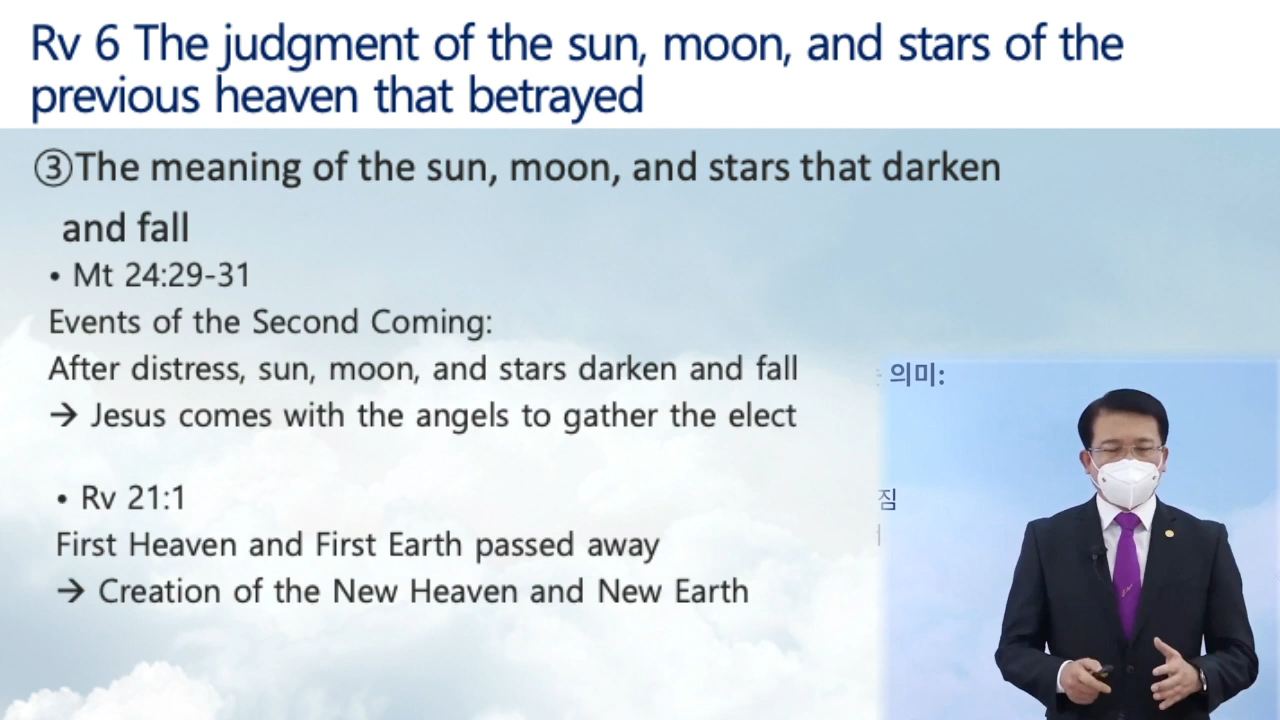 Rv 6 The judgment of the sun, moon, and stars of the
previous heaven that betrayed
③The meaning of the sun, moon, and stars that darken
and fall
• Mt 24:29-31
Events of the Second Coming:
After distress, sun, moon, and stars darken and fall
→ Jesus comes with the angels to gather the elect
의미:
• Rv 21:1
짐
First Heaven and First Earth passed away
→ Creation of the New Heaven and New Earth